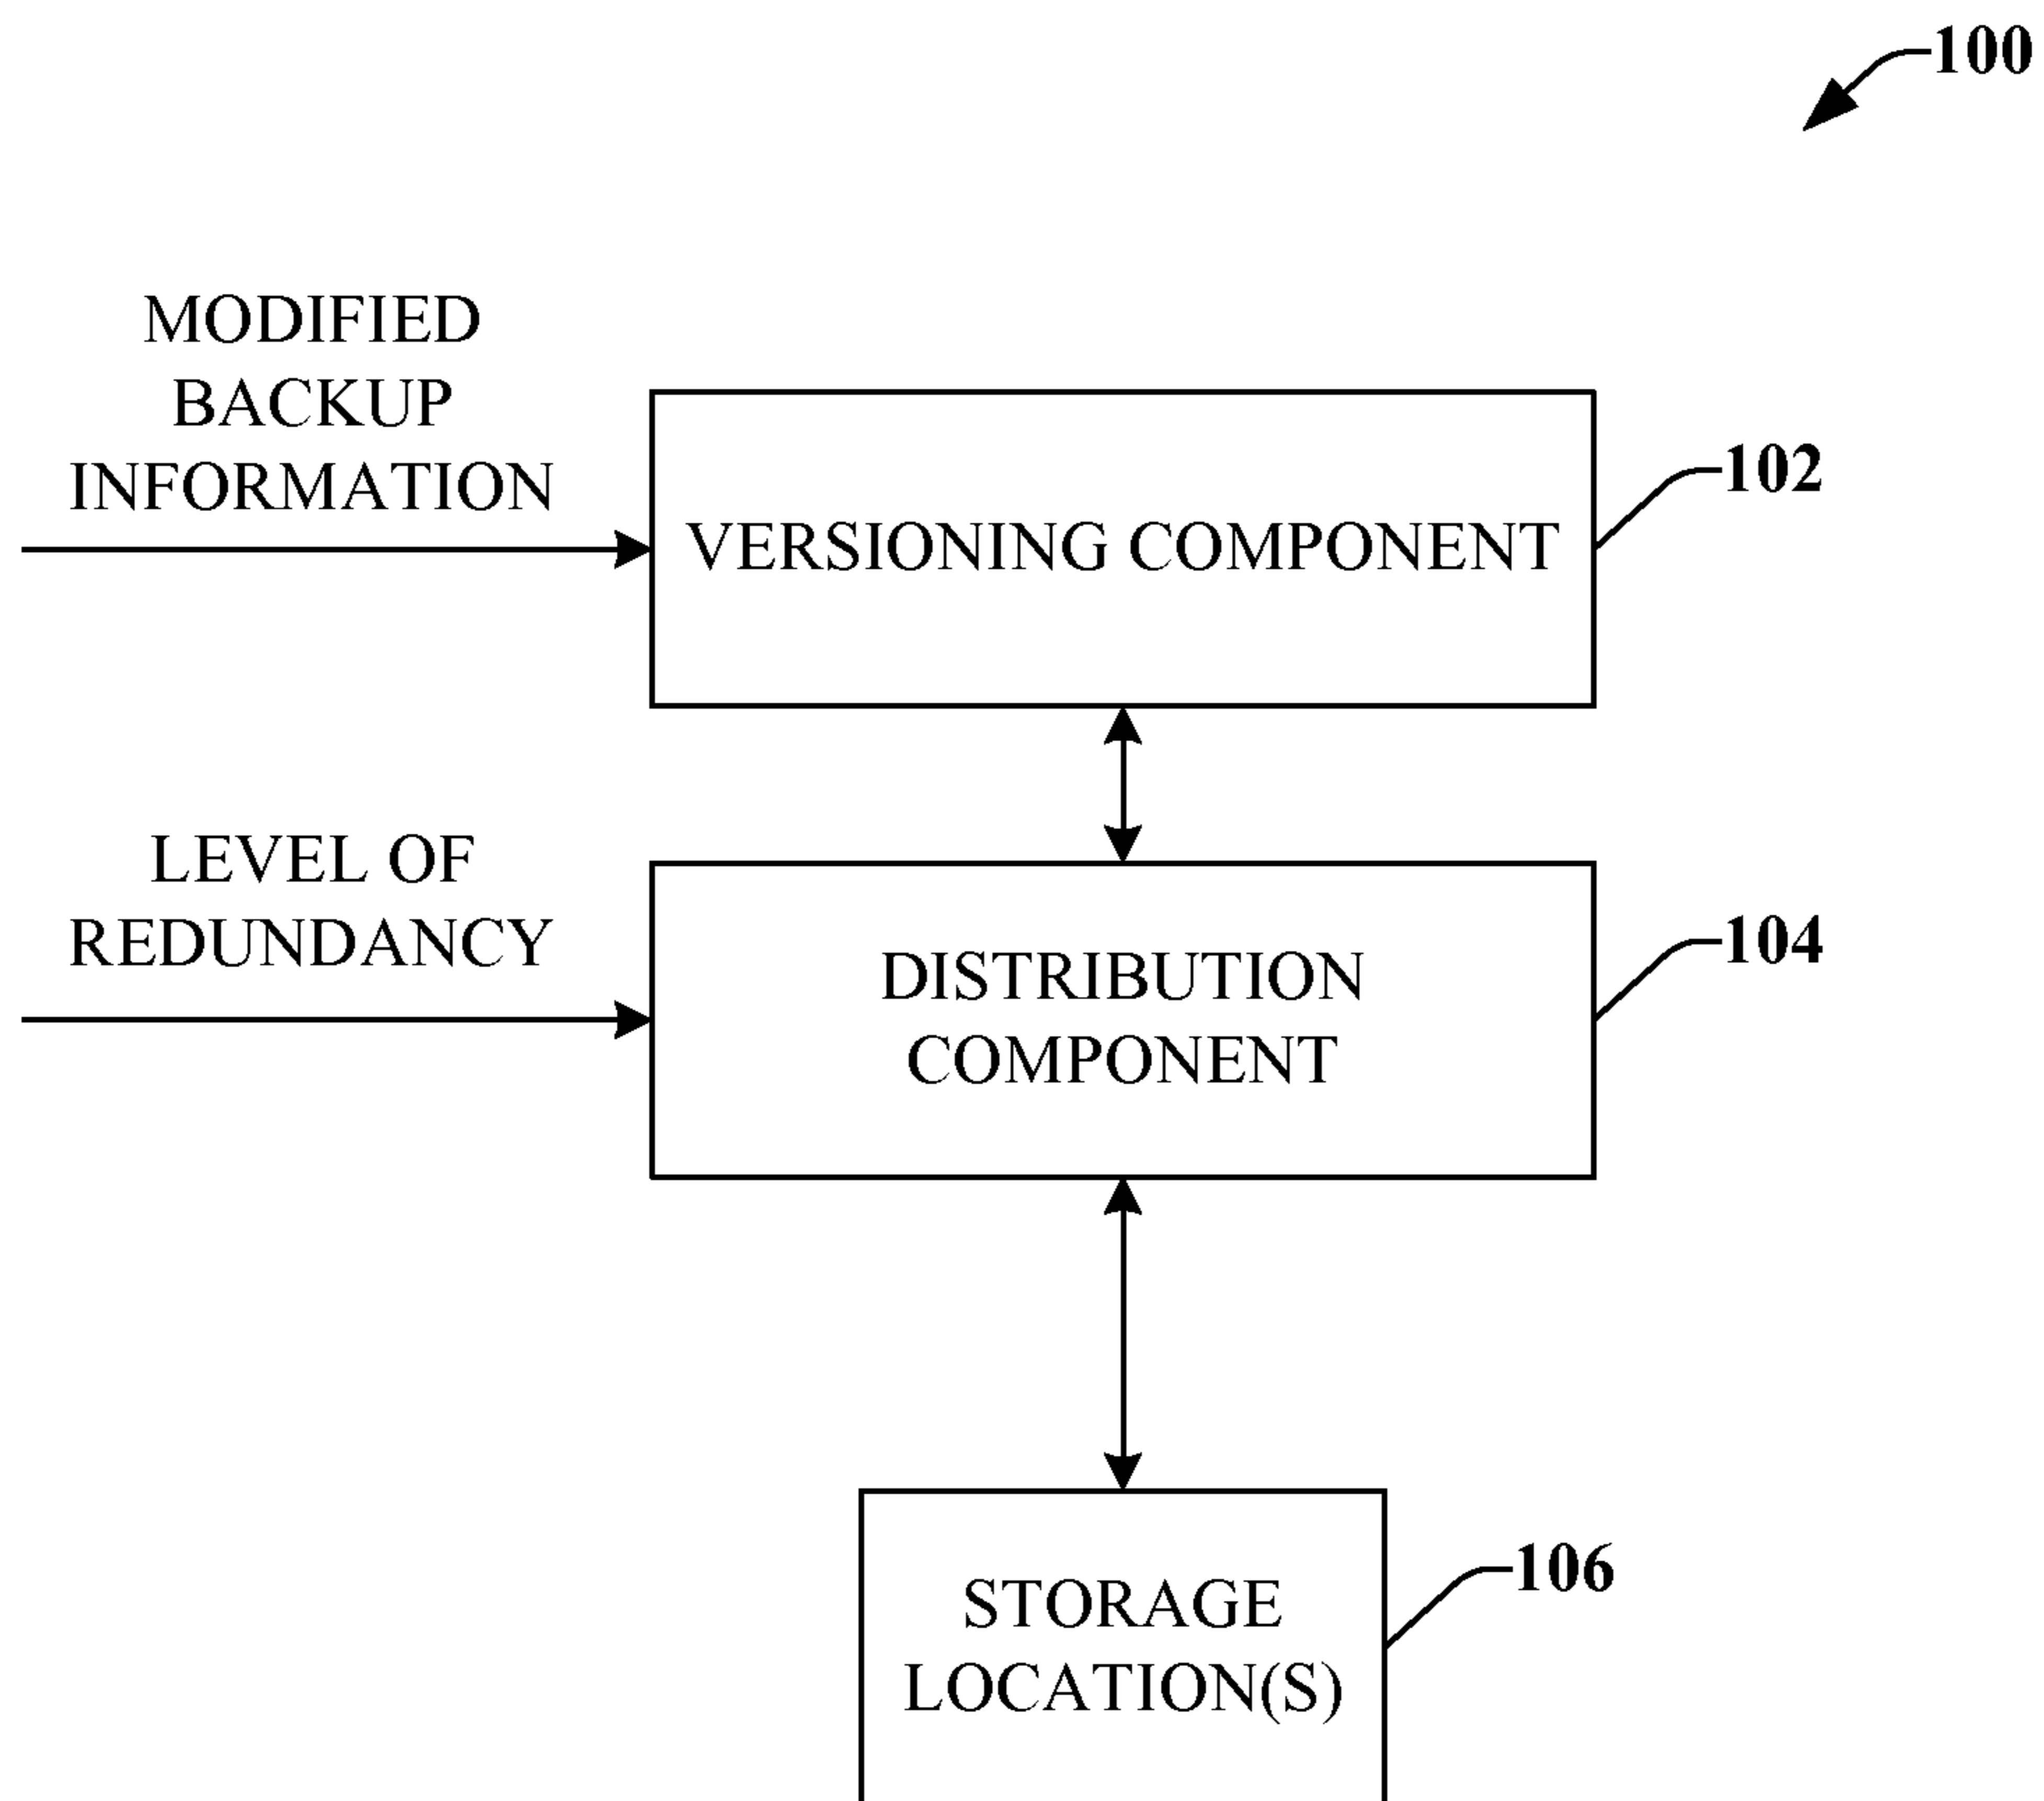 100
MODIFIED
BACKUP
INFORMATION
VERSIONING COMPONENT
102
LEVEL OF
REDUNDANCY
DISTRIBUTION
COMPONENT
104
STORAGE
LOCATION(S)
106